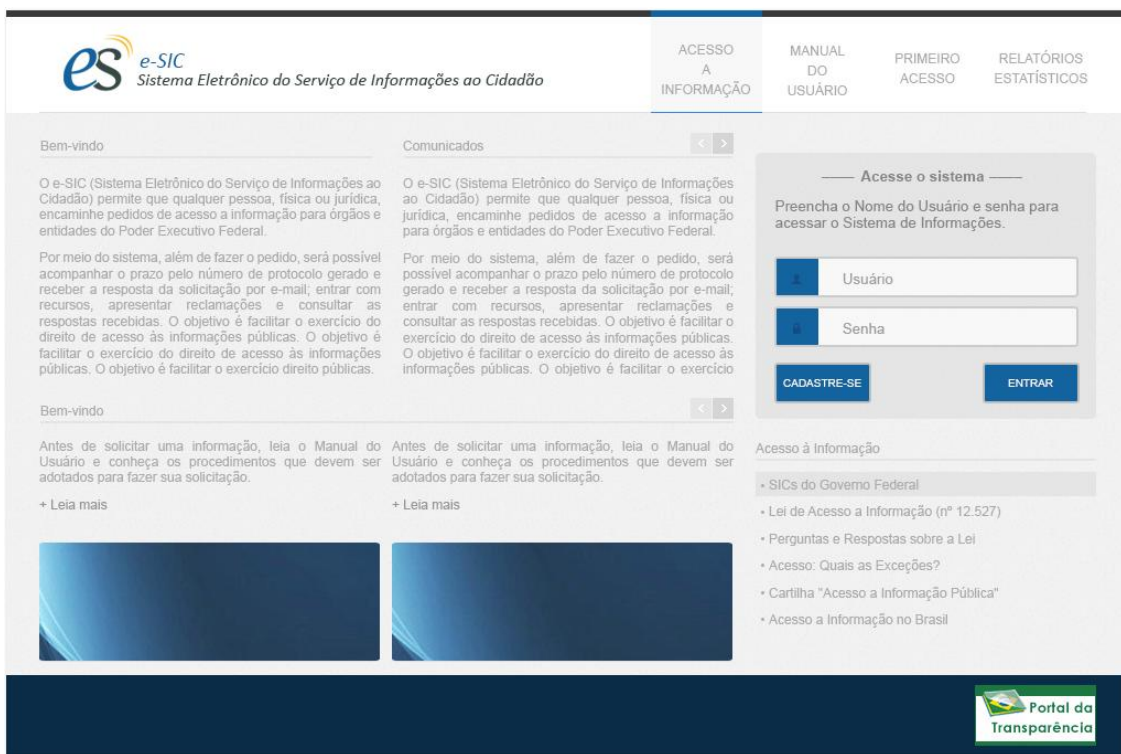 es
e-SIC
Sistema Eletrônico do Serviço de Informações ao Cidadão
ACESSO
A
INFORMAÇÃO
MANUAL
DO
USUÁRIO
PRIMEIRO
ACESSO
RELATÓRIOS
ESTATÍSTICOS
Bem-vindo
O e-SIC (Sistema Eletrônico do Serviço de Informações ao
Cidadão) permite que qualquer pessoa, física ou jurídica,
encaminhe pedidos de acesso a informação para órgãos e
entidades do Poder Executivo Federal.
Por meio do sistema, além de fazer o pedido, será possível
acompanhar o prazo pelo número de protocolo gerado e
receber a resposta da solicitação por e-mail; entrar com
recursos, apresentar reclamações e consultar as
respostas recebidas. O objetivo é facilitar o exercício do
direito de acesso às informações públicas. O objetivo é
facilitar o exercício do direito de acesso às informações
públicas. O objetivo é facilitar o exercício direito públicas.
Comunicados
O e-SIC (Sistema Eletrônico do Serviço de Informações
ao Cidadão) permite que qualquer pessoa, física ou
jurídica, encaminhe pedidos de acesso a informação
para órgãos e entidades do Poder Executivo Federal.
Por meio do sistema, além de fazer o pedido, será
possível acompanhar o prazo pelo número de protocolo
gerado e receber a resposta da solicitação por e-mail;
entrar com recursos, apresentar reclamações e
consultar as respostas recebidas. O objetivo é facilitar o
exercício do direito de acesso às informações públicas.
O objetivo é facilitar o exercício do direito de acesso às
informações públicas. O objetivo é facilitar o exercício
Bem-vindo
Antes de solicitar uma informação, leia o Manual do
Usuário e conheça os procedimentos que devem ser
adotados para fazer sua solicitação.
+ Leia mais
Antes de solicitar uma informação, leia o Manual do
Usuário e conheça os procedimentos que devem ser
adotados para fazer sua solicitação.
+ Leia mais
Acesse o sistema
Preencha o Nome do Usuário e senha para
acessar o Sistema de Informações.
Usuário
Senha
CADASTRE-SE
ENTRAR
Acesso à Informação
• SICs do Governo Federal
• Lei de Acesso a Informação (nº 12.527)
• Perguntas e Respostas sobre a Lei
• Acesso: Quais as Exceções?
• Cartilha "Acesso a Informação Pública"
• Acesso a Informação no Brasil
Portal da
Transparência